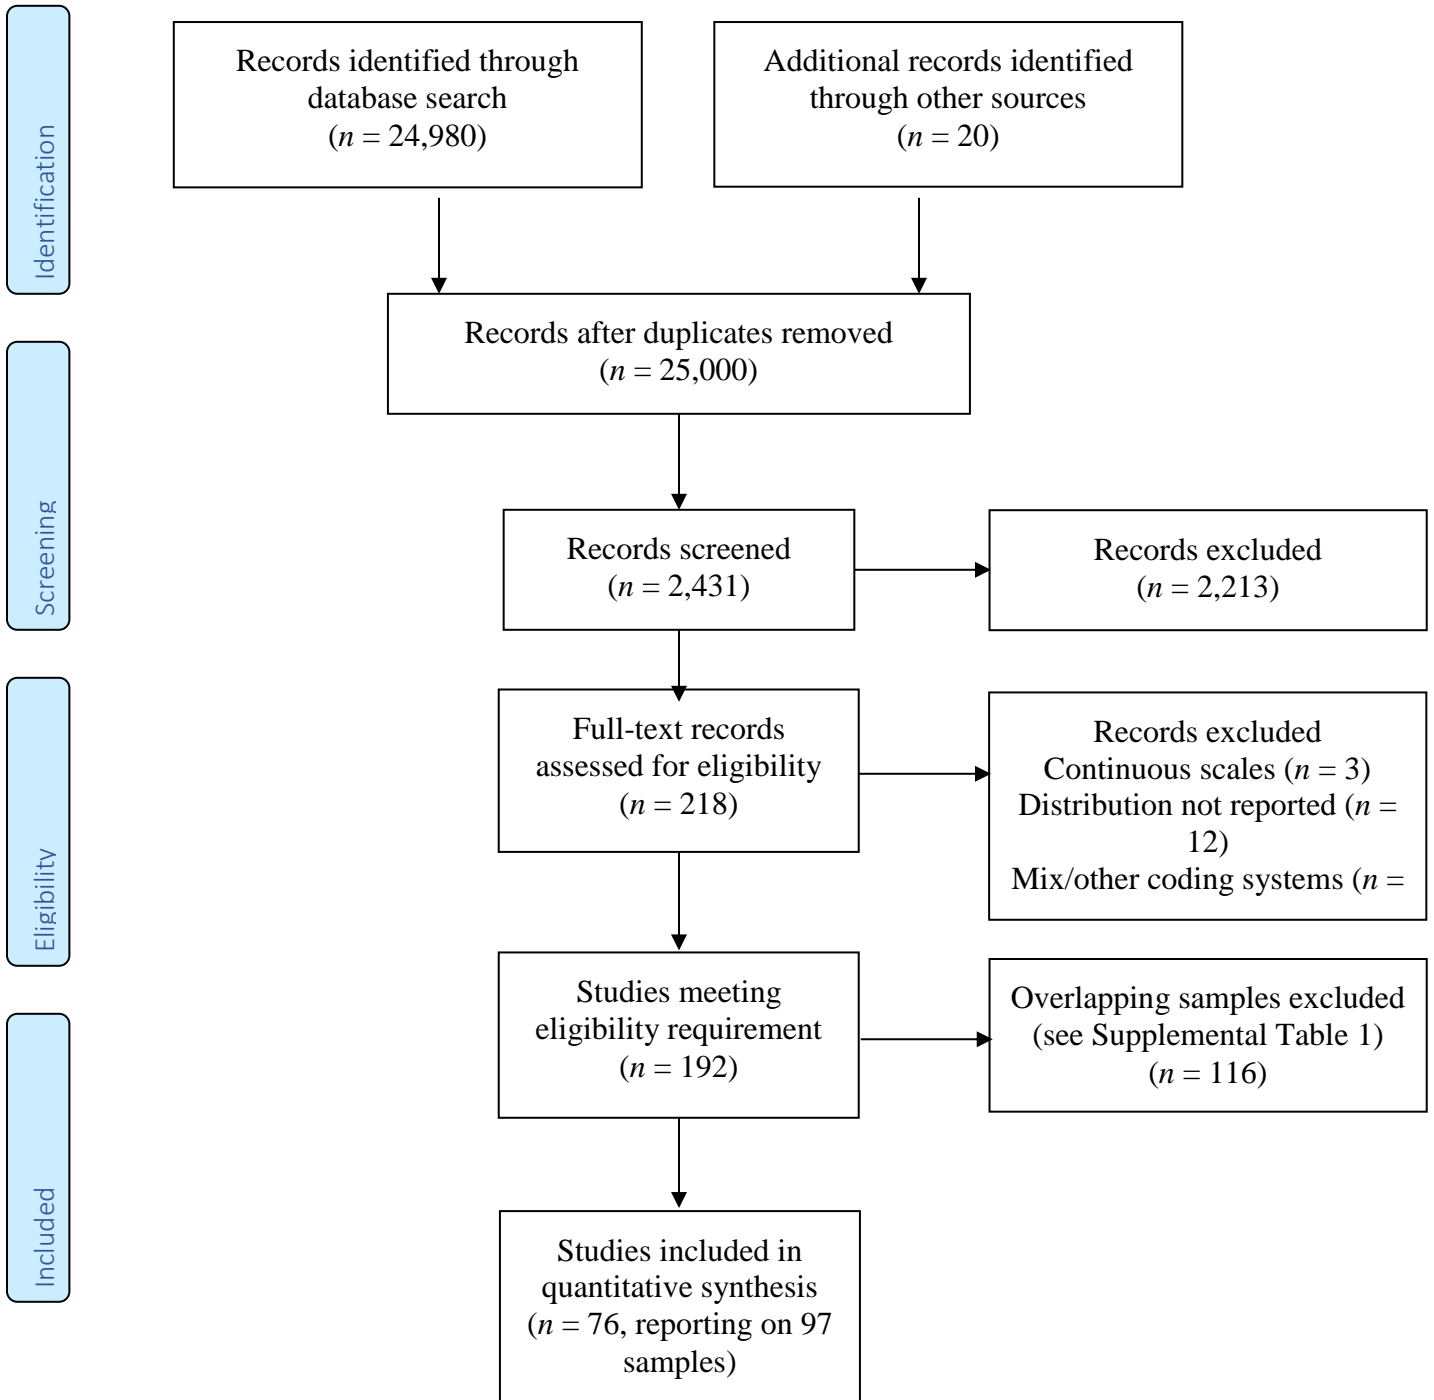 Identification
Records identified through
database search
(n = 24,980)
Additional records identified
through other sources
(n = 20)
Records after duplicates removed
(n = 25,000)
Screening
Records screened
(n = 2,431)
Records excluded
(n = 2,213)
Eligibility
Full-text records
assessed for eligibility
(n = 218)
Records excluded
Continuous scales (n = 3)
Distribution not reported (n =
12)
Mix/other coding systems (n =
Studies meeting
eligibility requirement
(n = 192)
Overlapping samples excluded
(see Supplemental Table 1)
(n = 116)
Included
Studies included in
quantitative synthesis
(n = 76, reporting on 97
samples)